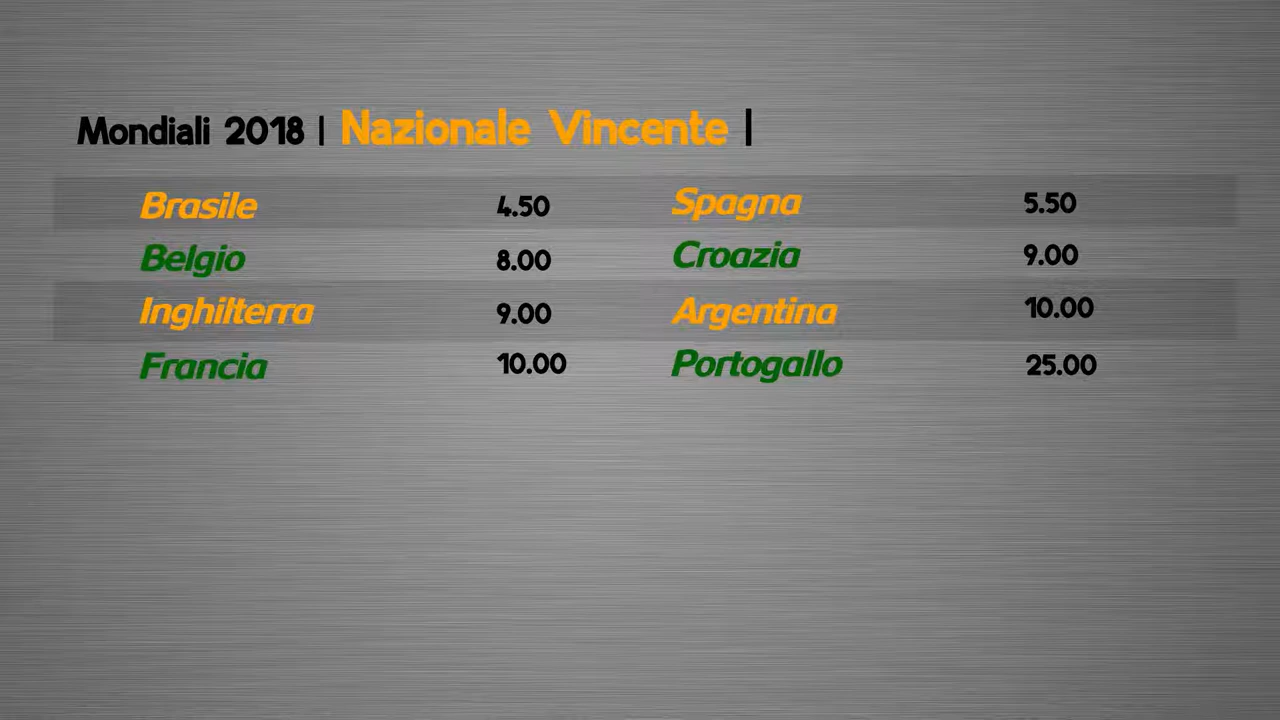 Mondiali 2018 | Nazionale Vincente |
Brasile 4.50 Spagna 5.50
Belgio 8.00 Croazia 9.00
Inghilterra 9.00 Argentina 10.00
Francia 10.00 Portogallo 25.00